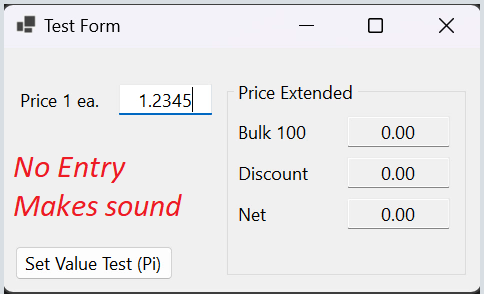 Test Form
Price 1 ea.
1.2345
No Entry
Makes sound
Set Value Test (Pi)
Price Extended
Bulk 100
0.00
Discount
0.00
Net
0.00